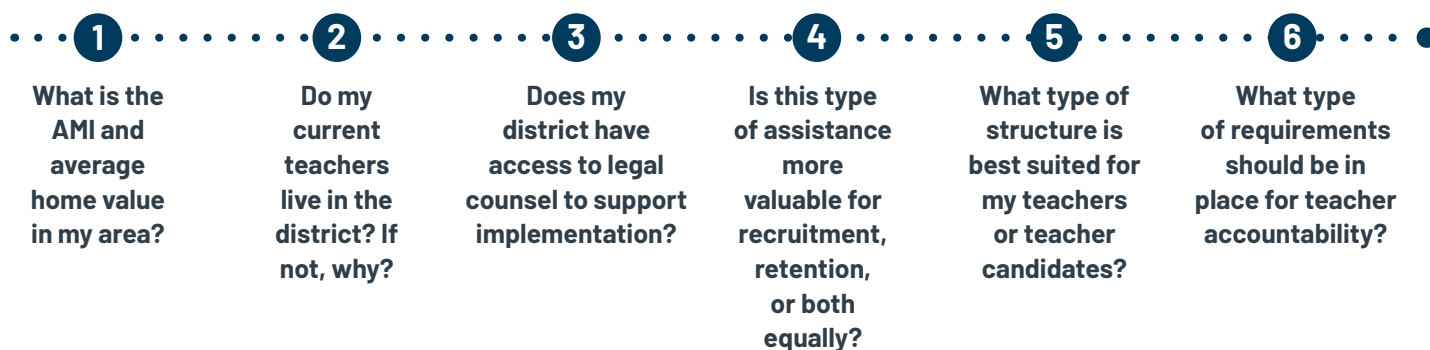 1
What is the
AMI and
average
home value
in my area?
2
Do my
current
teachers
live in the
district? If
not, why?
3
Does my
district have
access to legal
counsel to support
implementation?
4
Is this type
of assistance
more
valuable for
recruitment,
retention,
or both
equally?
5
What type of
structure is
best suited for
my teachers
or teacher
candidates?
6
What type
of requirements
should be in
place for teacher
accountability?